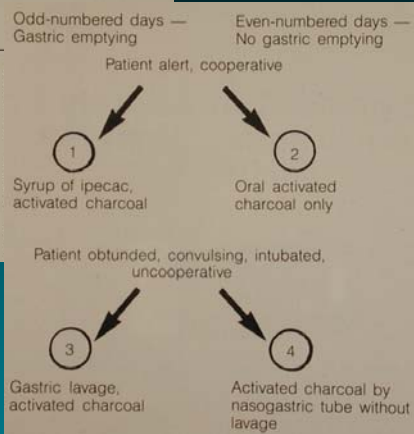 Odd-numbered days —
Gastric emptying
Even-numbered days —
No gastric emptying
Patient alert, cooperative
1
Syrup of ipecac,
activated charcoal
2
Oral activated
charcoal only
Patient obtunded, convulsing, intubated,
uncooperative
3
Gastric lavage,
activated charcoal
4
Activated charcoal by
nasogastric tube without
lavage